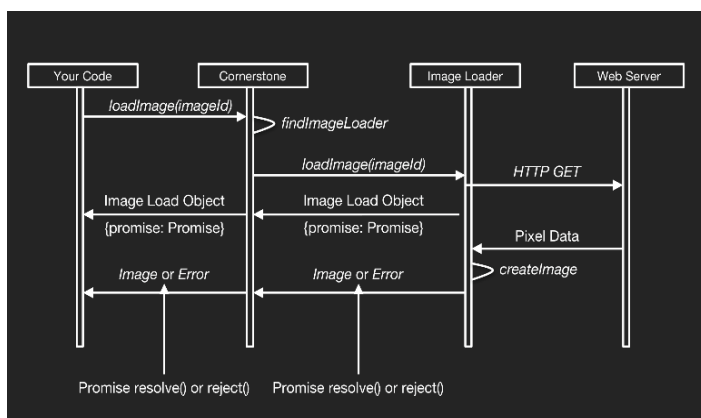 Your Code
Cornerstone
Image Loader
Web Server
loadImage(imageId)
findImageLoader
loadImage(imageId)
HTTP GET
Image Load Object
{promise: Promise}
Image Load Object
{promise: Promise}
Pixel Data
createImage
Image or Error
Image or Error
Promise resolve() or reject()
Promise resolve() or reject()